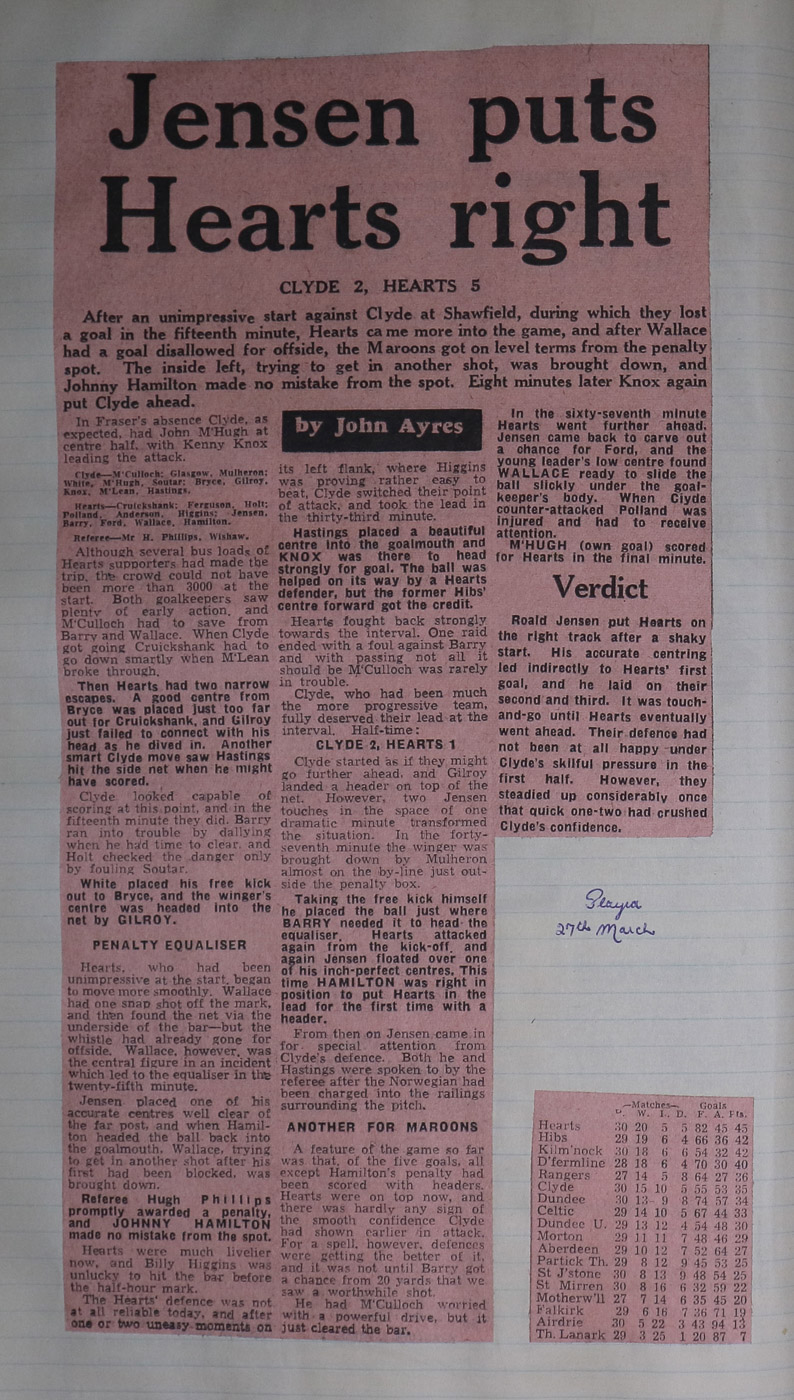 Jensen puts
Hearts right
CLYDE 2, HEARTS 5
After an unimpressive start against Clyde at Shawfield, during which they lost
a goal in the fifteenth minute, Hearts came more into the game, and after Wallace
had a goal disallowed for offside, the Maroons got on level terms from the penalty
spot. The inside left, trying to get in another shot, was brought down, and
Johnny Hamilton made no mistake from the spot. Eight minutes later Knox again
put Clyde ahead.
In Fraser's absence Clyde, as
expected, had John M'Hugh at
centre half, with Kenny Knox
leading the attack.
Clyde—M'Culloch; Glasgow, Mulheron;
White, M'Hugh, Soutar; Bryce, Gilroy,
Knox, M'Lean, Hastings.
Hearts—Cruickshank; Ferguson, Holt;
Polland, Anderson, Higgins; Jensen,
Barry, Ford, Wallace, Hamilton.
Referee—Mr H. Phillips, Wishaw.
Although several bus loads of
Hearts supporters had made the
trip, the crowd could not have
been more than 3000 at the
start. Both goalkeepers saw
plenty of early action, and
M'Culloch had to save from
Barry and Wallace. When Clyde
got going Cruickshank had to
go down smartly when M'Lean
broke through.
Then Hearts had two narrow
escapes. A good centre from
Bryce was placed just too far
out for Cruickshank, and Gilroy
just failed to connect with his
head as he dived in. Another
smart Clyde move saw Hastings
hit the side net when he might
have scored.
Clyde looked capable of
scoring at this point, and in the
fifteenth minute they did. Barry
ran into trouble by dallying
when he had time to clear, and
Holt checked the danger only
by fouling Soutar.
White placed his free kick
out to Bryce, and the winger's
centre was headed into the
net by GILROY.
PENALTY EQUALISER
Hearts, who had been
unimpressive at the start, began
to move more smoothly. Wallace
had one snap shot off the mark,
and then found the net via the
underside of the bar—but the
whistle had already gone for
offside. Wallace, however, was
the central figure in an incident
which led to the equaliser in the
twenty-fifth minute.
Jensen placed one of his
accurate centres well clear of
the far post, and when Hamil-
ton headed the ball back into
the goalmouth, Wallace, trying
to get in another shot after his
first had been blocked, was
brought down.
Referee Hugh Phillips
promptly awarded a penalty,
and JOHNNY HAMILTON
made no mistake from the spot.
Hearts were much livelier
now, and Billy Higgins was
unlucky to hit the bar before
the half-hour mark.
The Hearts' defence was not
at all reliable today, and after
one or two uneasy moments on
by John Ayres
its left flank, where Higgins
was proving rather easy to
beat, Clyde switched their point
of attack, and took the lead in
the thirty-third minute.
Hastings placed a beautiful
centre into the goalmouth and
KNOX was there to head
strongly for goal. The ball was
helped on its way by a Hearts
defender, but the former Hibs'
centre forward got the credit.
Hearts fought back strongly
towards the interval. One raid
ended with a foul against Barry
and with passing not all it
should be M'Culloch was rarely
in trouble.
Clyde, who had been much
the more progressive team,
fully deserved their lead at the
interval. Half-time:
CLYDE 2, HEARTS 1
Clyde started as if they might
go further ahead, and Gilroy
landed a header on top of the
net. However, two Jensen
touches in the space of one
dramatic minute transformed
the situation. In the forty-
seventh minute the winger was
brought down by Mulheron
almost on the by-line just out-
side the penalty box.
Taking the free kick himself
he placed the ball just where
BARRY needed it to head the
equaliser. Hearts attacked
again from the kick-off, and
again Jensen floated over one
of his inch-perfect centres. This
time HAMILTON was right in
position to put Hearts in the
lead for the first time with a
header.
From then on Jensen came in
for special attention from
Clyde's defence. Both he and
Hastings were spoken to by the
referee after the Norwegian had
been charged into the railings
surrounding the pitch.
ANOTHER FOR MAROONS
A feature of the game so far
was that, of the five goals, all
except Hamilton's penalty had
been scored with headers.
Hearts were on top now, and
there was hardly any sign of
the smooth confidence Clyde
had shown earlier in attack.
For a spell, however, defences
were getting the better of it,
and it was not until Barry got
a chance from 20 yards that we
saw a worthwhile shot.
He had M'Culloch worried
with a powerful drive, but it
just cleared the bar.
In the sixty-seventh minute
Hearts went further ahead.
Jensen came back to carve out
a chance for Ford, and the
young leader's low centre found
WALLACE ready to slide the
ball slickly under the goal-
keeper's body. When Clyde
counter-attacked Polland was
injured and had to receive
attention.
M'HUGH (own goal) scored
for Hearts in the final minute.
Verdict
Roald Jensen put Hearts on
the right track after a shaky
start. His accurate centring
led indirectly to Hearts' first
goal, and he laid on their
second and third. It was touch-
and-go until Hearts eventually
went ahead. Their defence had
not been at all happy under
Clyde's skilful pressure in the
first half. However, they
steadied up considerably once
that quick one-two had crushed
Clyde's confidence.
Played
27th March
—Matches— Goals
P. W. L. D. F. A. Pts.
Hearts 30 20 5 5 82 45 45
Hibs 29 19 6 4 66 36 42
Kilm'nock 30 18 6 6 54 32 42
D'fermline 28 18 6 4 70 30 40
Rangers 27 14 5 8 64 27 36
Clyde 30 15 10 5 55 53 35
Dundee 30 13 9 8 74 57 34
Celtic 29 14 10 5 67 44 33
Dundee U. 29 13 12 4 54 48 30
Morton 29 11 11 7 48 46 29
Aberdeen 29 10 12 7 52 64 27
Partick Th. 29 8 12 9 45 53 25
St J'stone 30 8 13 9 48 54 25
St Mirren 30 8 16 6 32 59 22
Motherw'll 27 7 14 6 35 45 20
Falkirk 29 6 16 7 36 71 19
Airdrie 30 5 22 3 43 94 13
Th. Lanark 29 3 25 1 20 87 7